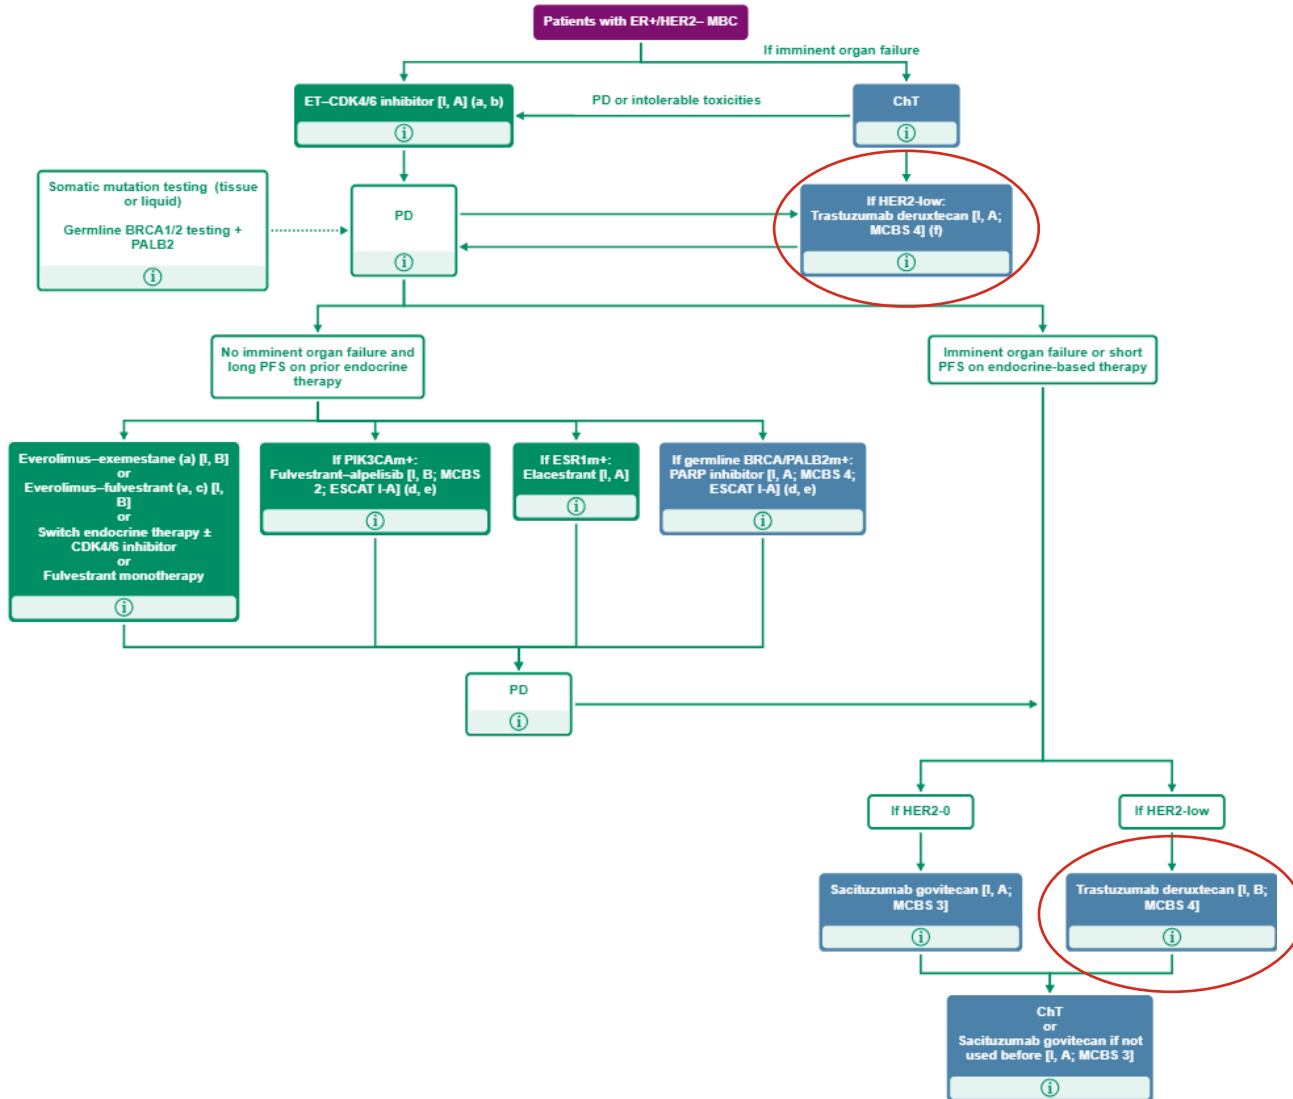 Patients with ER+/HER2– MBC
If imminent organ failure
ET–CDK4/6 inhibitor [I, A] (a, b)
i
PD or intolerable toxicities
ChT
i
Somatic mutation testing (tissue
or liquid)
Germline BRCA1/2 testing +
PALB2
i
PD
i
If HER2-low:
Trastuzumab deruxtecan [I, A;
MCBS 4] (f)
i
No imminent organ failure and
long PFS on prior endocrine
therapy
Imminent organ failure or short
PFS on endocrine-based therapy
Everolimus–exemestane (a) [I, B]
or
Everolimus–fulvestrant (a, c) [I,
B]
or
Switch endocrine therapy ±
CDK4/6 inhibitor
or
Fulvestrant monotherapy
i
If PIK3CAm+:
Fulvestrant–alpelisib [I, B; MCBS
2; ESCAT I-A] (d, e)
i
If ESR1m+:
Elacestrant [I, A]
i
If germline BRCA/PALB2m+:
PARP inhibitor [I, A; MCBS 4;
ESCAT I-A] (d, e)
i
PD
i
If HER2-0
If HER2-low
Sacituzumab govitecan [I, A;
MCBS 3]
i
Trastuzumab deruxtecan [I, B;
MCBS 4]
i
ChT
or
Sacituzumab govitecan if not
used before [I, A; MCBS 3]
i